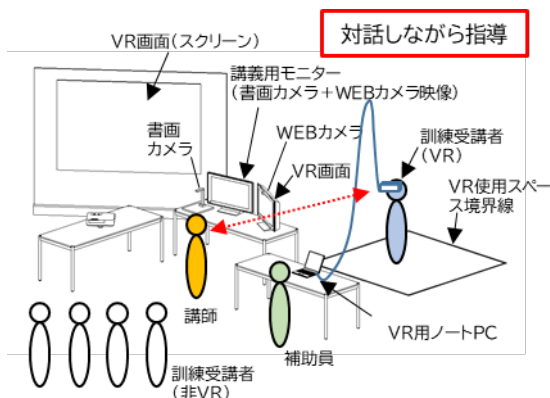 対話しながら指導
VR画面(スクリーン)
講義用モニター
(書画カメラ+WEBカメラ映像)
書画
カメラ
WEBカメラ
VR画面
訓練受講者
(VR)
VR使用スペー
ス境界線
講師
補助員
VR用ノートPC
訓練受講者
(非VR)